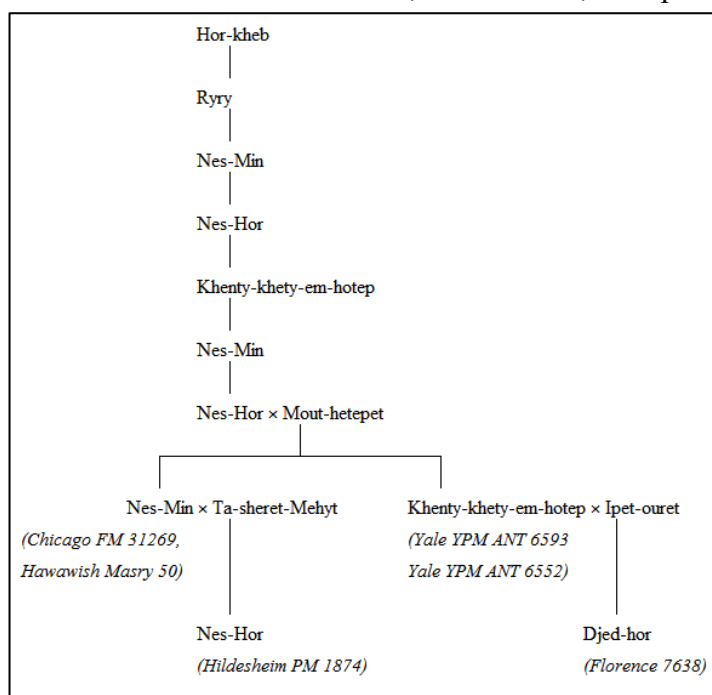 Hor-kheb
Ryry
Nes-Min
Nes-Hor
Khenty-khety-em-hotep
Nes-Min
Nes-Hor × Mout-hetepet
Nes-Min × Ta-sheret-Mehyt Khenty-khety-em-hotep × Ipet-ouret
(Chicago FM 31269, (Yale YPM ANT 6593
Hawawish Masry 50) Yale YPM ANT 6552)
Nes-Hor Djed-hor
(Hildesheim PM 1874) (Florence 7638)